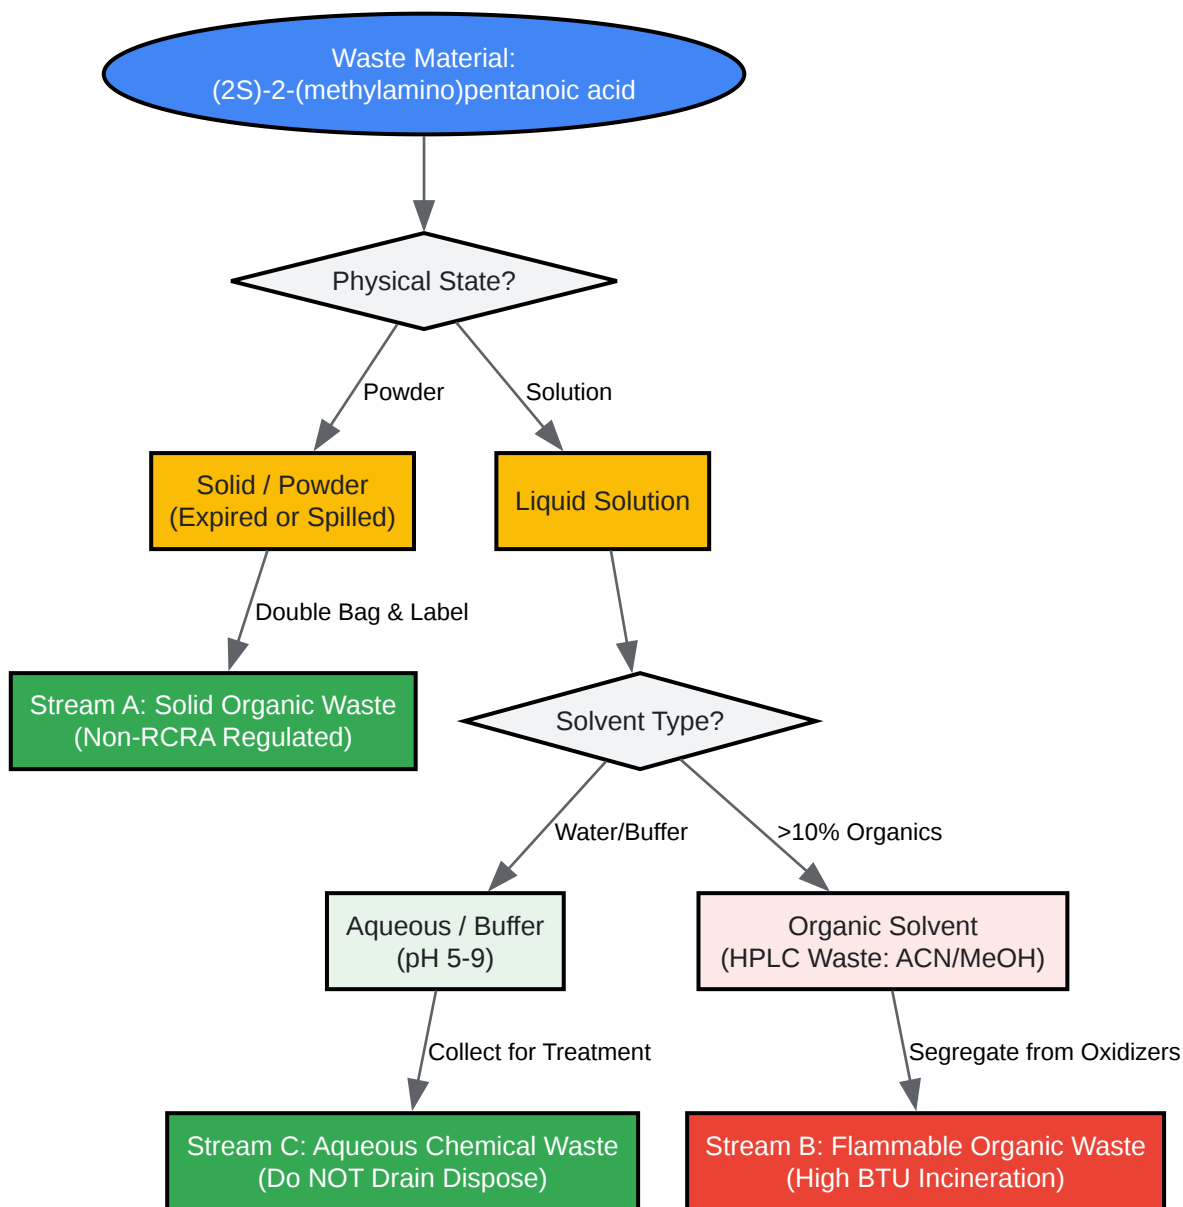 Waste Material:
(2S)-2-(methylamino)pentanoic acid
Physical State?
Powder
Solution
Solid / Powder
(Expired or Spilled)
Liquid Solution
Double Bag & Label
Stream A: Solid Organic Waste
(Non-RCRA Regulated)
Solvent Type?
Water/Buffer
>10% Organics
Aqueous / Buffer
(pH 5-9)
Organic Solvent
(HPLC Waste: ACN/MeOH)
Collect for Treatment
Segregate from Oxidizers
Stream C: Aqueous Chemical Waste
(Do NOT Drain Dispose)
Stream B: Flammable Organic Waste
(High BTU Incineration)